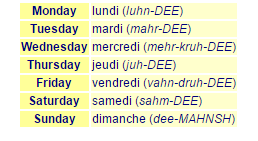 Monday lundi (luhn-DEE)
Tuesday mardi (mahr-DEE)
Wednesday mercredi (mehr-kruh-DEE)
Thursday jeudi (juh-DEE)
Friday vendredi (vahn-druh-DEE)
Saturday samedi (sahm-DEE)
Sunday dimanche (dee-MAHNSH)